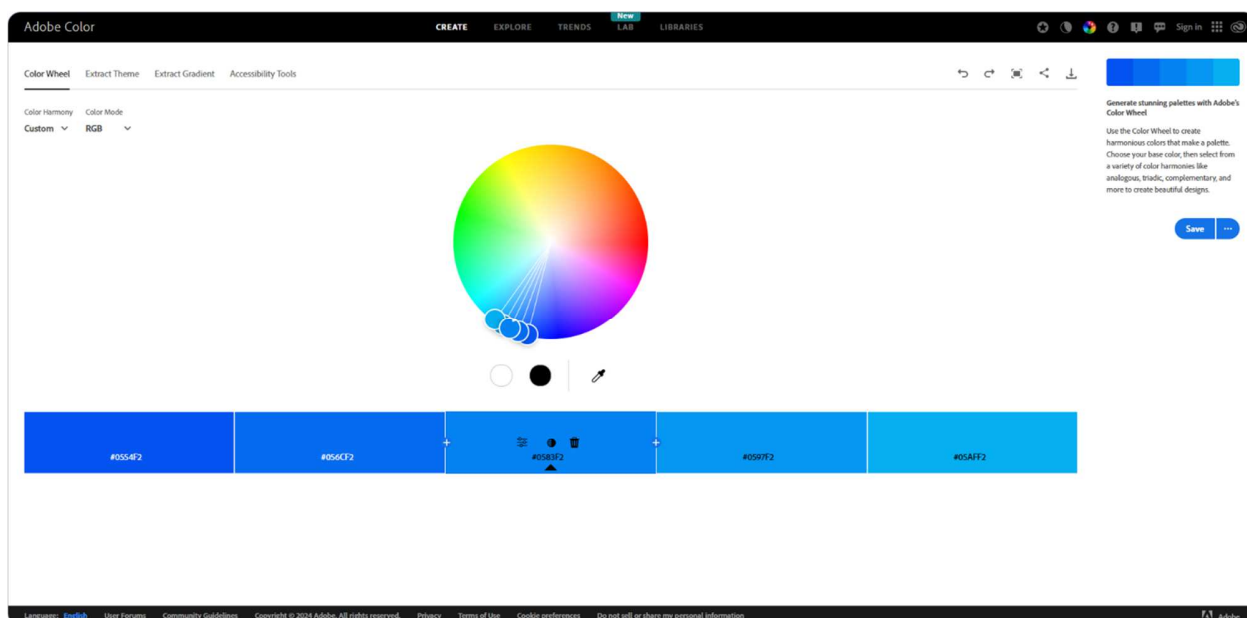 Adobe Color
CREATE EXPLORE TRENDS New LAB LIBRARIES Sign in
Color Wheel Extract Theme Extract Gradient Accessibility Tools
Color Harmony Color Mode
Custom RGB
Generate stunning palettes with Adobe's
Color Wheel
Use the Color Wheel to create
harmonious colors that make a palette.
Choose your base color, then select from
a variety of color harmonies like
analogous, triadic, complementary, and
more to create beautiful designs.
Save
#0554F2 #056CF2 #0583F2 #0597F2 #05AFF2
Language: English User Forums Community Guidelines Copyright © 2024 Adobe. All rights reserved. Privacy Terms of Use Cookie preferences Do not sell or share my personal information Adobe